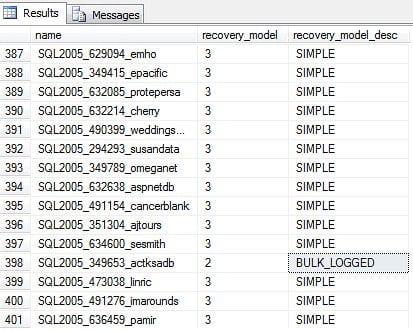 Results Messages
name recovery_model recovery_model_desc
387 SQL2005_629094_emho 3 SIMPLE
388 SQL2005_349415_epacific 3 SIMPLE
389 SQL2005_632085_protepersa 3 SIMPLE
390 SQL2005_632214_cherry 3 SIMPLE
391 SQL2005_490399_weddings... 3 SIMPLE
392 SQL2005_294293_susandata 3 SIMPLE
393 SQL2005_349789_omeganet 3 SIMPLE
394 SQL2005_632638_aspnetdb 3 SIMPLE
395 SQL2005_491154_cancerblank 3 SIMPLE
396 SQL2005_351304_ajtours 3 SIMPLE
397 SQL2005_634600_sesmith 3 SIMPLE
398 SQL2005_349653_actksadb 2 BULK_LOGGED
399 SQL2005_473038_linric 3 SIMPLE
400 SQL2005_491276_imarounds 3 SIMPLE
401 SQL2005_636459_pamir 3 SIMPLE